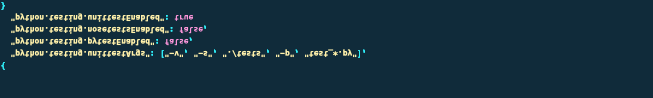 {
"python.testing.unittestArgs": ["-v", "-s", "./tests", "-p", "test_*.py"],
"python.testing.pytestEnabled": false,
"python.testing.nosetestsEnabled": false,
"python.testing.unittestEnabled": true
}